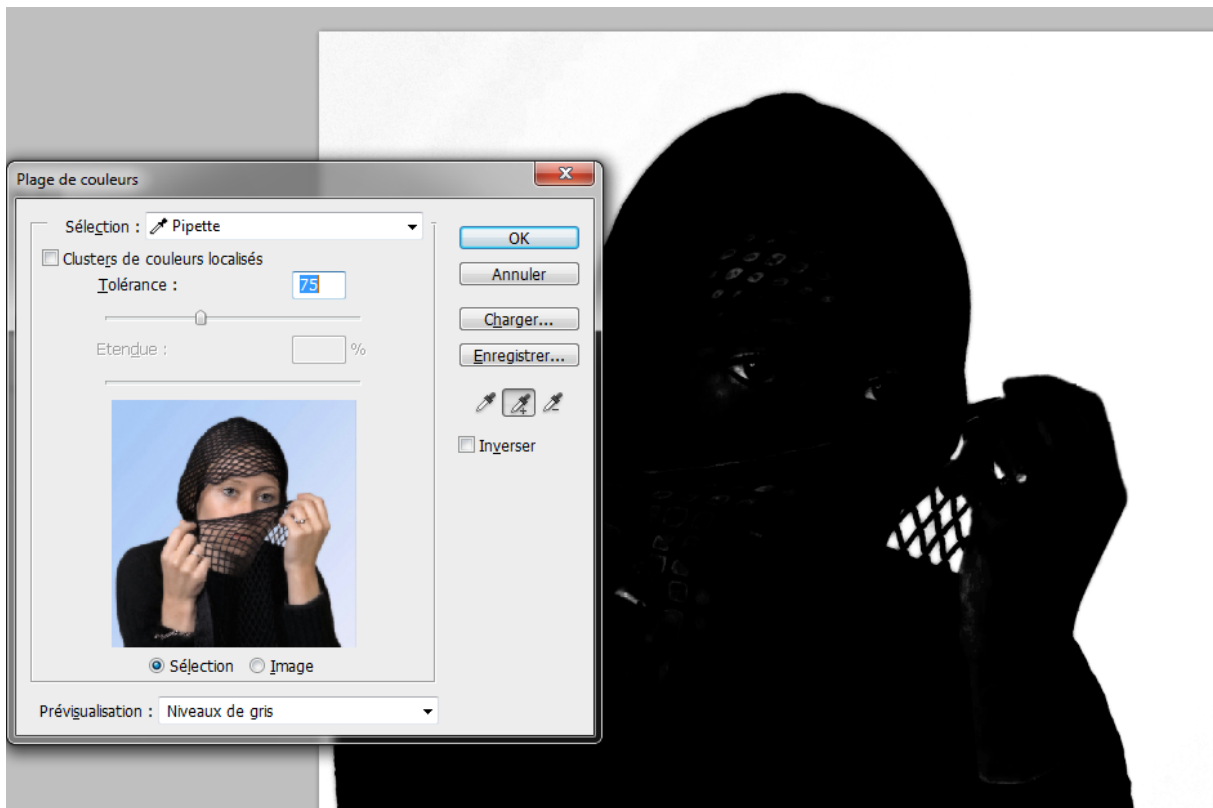 Plage de couleurs
Sélection : Pipette
Clusters de couleurs localisés
Tolérance : 75
Etendue : %
Sélection Image
Prévisualisation : Niveaux de gris
OK
Annuler
Charger...
Enregistrer...
Inverser